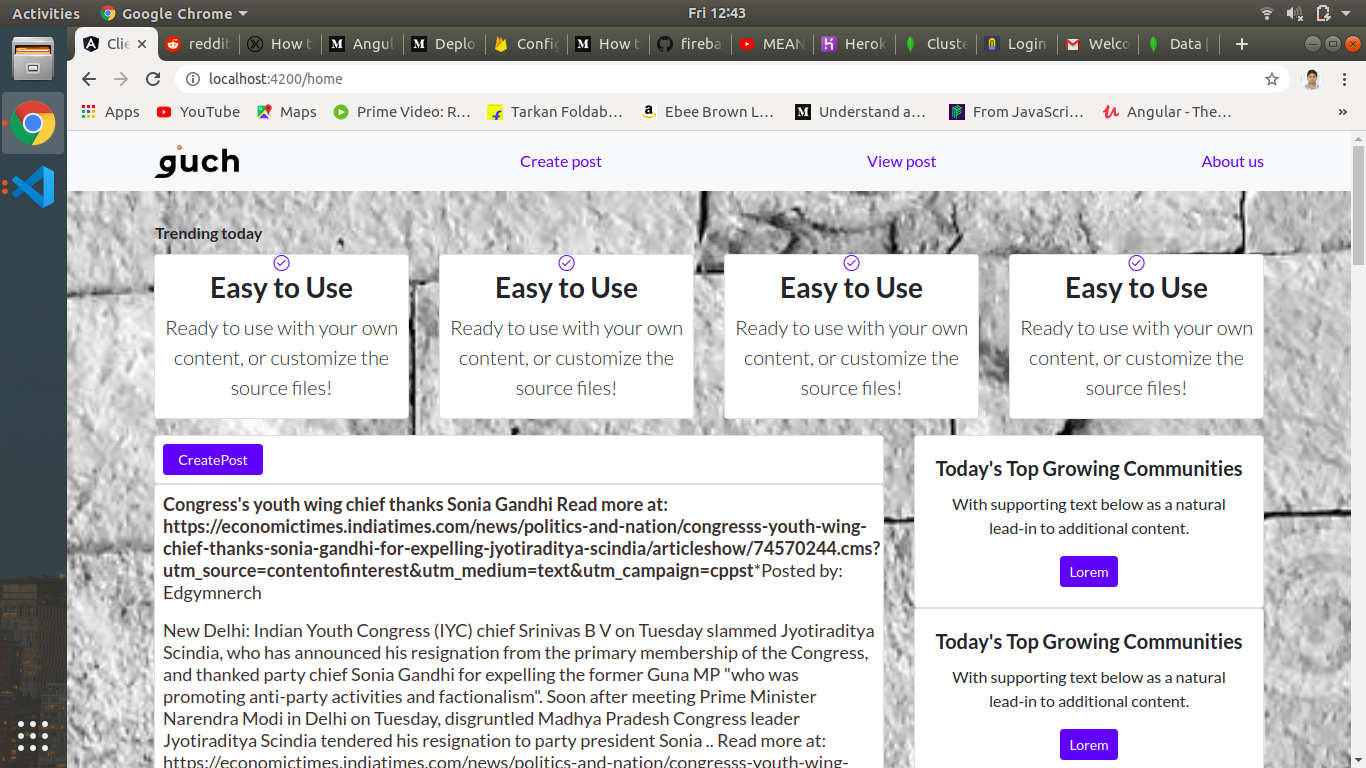 Activities
Google Chrome
Fri 12:43
Clie
reddit
How t
Angul
Deplo
Config
How t
fireba
MEAN
Herok
Cluste
Login
Welco
Data |
localhost:4200/home
Apps
YouTube
Maps
Prime Video: R...
Tarkan Foldab...
Ebee Brown L...
Understand a...
From JavaScri...
Angular - The...
»
guch
Create post
View post
About us
Trending today
Easy to Use
Ready to use with your own
content, or customize the
source files!
Easy to Use
Ready to use with your own
content, or customize the
source files!
Easy to Use
Ready to use with your own
content, or customize the
source files!
Easy to Use
Ready to use with your own
content, or customize the
source files!
CreatePost
Congress's youth wing chief thanks Sonia Gandhi Read more at:
https://economictimes.indiatimes.com/news/politics-and-nation/congresss-youth-wing-
chief-thanks-sonia-gandhi-for-expelling-jyotiraditya-scindia/articleshow/74570244.cms?
utm_source=contentofinterest&utm_medium=text&utm_campaign=cppst*Posted by:
Edgymnerch
New Delhi: Indian Youth Congress (IYC) chief Srinivas B V on Tuesday slammed Jyotiraditya
Scindia, who has announced his resignation from the primary membership of the Congress,
and thanked party chief Sonia Gandhi for expelling the former Guna MP "who was
promoting anti-party activities and factionalism". Soon after meeting Prime Minister
Narendra Modi in Delhi on Tuesday, disgruntled Madhya Pradesh Congress leader
Jyotiraditya Scindia tendered his resignation to party president Sonia .. Read more at:
https://economictimes.indiatimes.com/news/politics-and-nation/congresss-youth-wing-
Today's Top Growing Communities
With supporting text below as a natural
lead-in to additional content.
Lorem
Today's Top Growing Communities
With supporting text below as a natural
lead-in to additional content.
Lorem